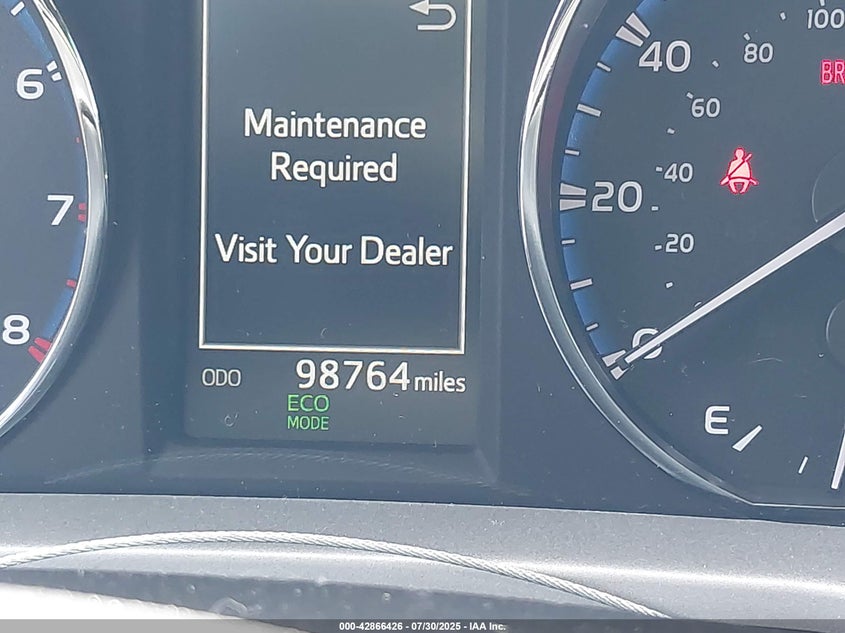 Maintenance
Required
Visit Your Dealer
ODO 98764 miles
ECO
MODE
6
7
8
100
80
60
40
20
40
20
0
E
BR
000-42866426 - 07/30/2025 - IAA Inc.